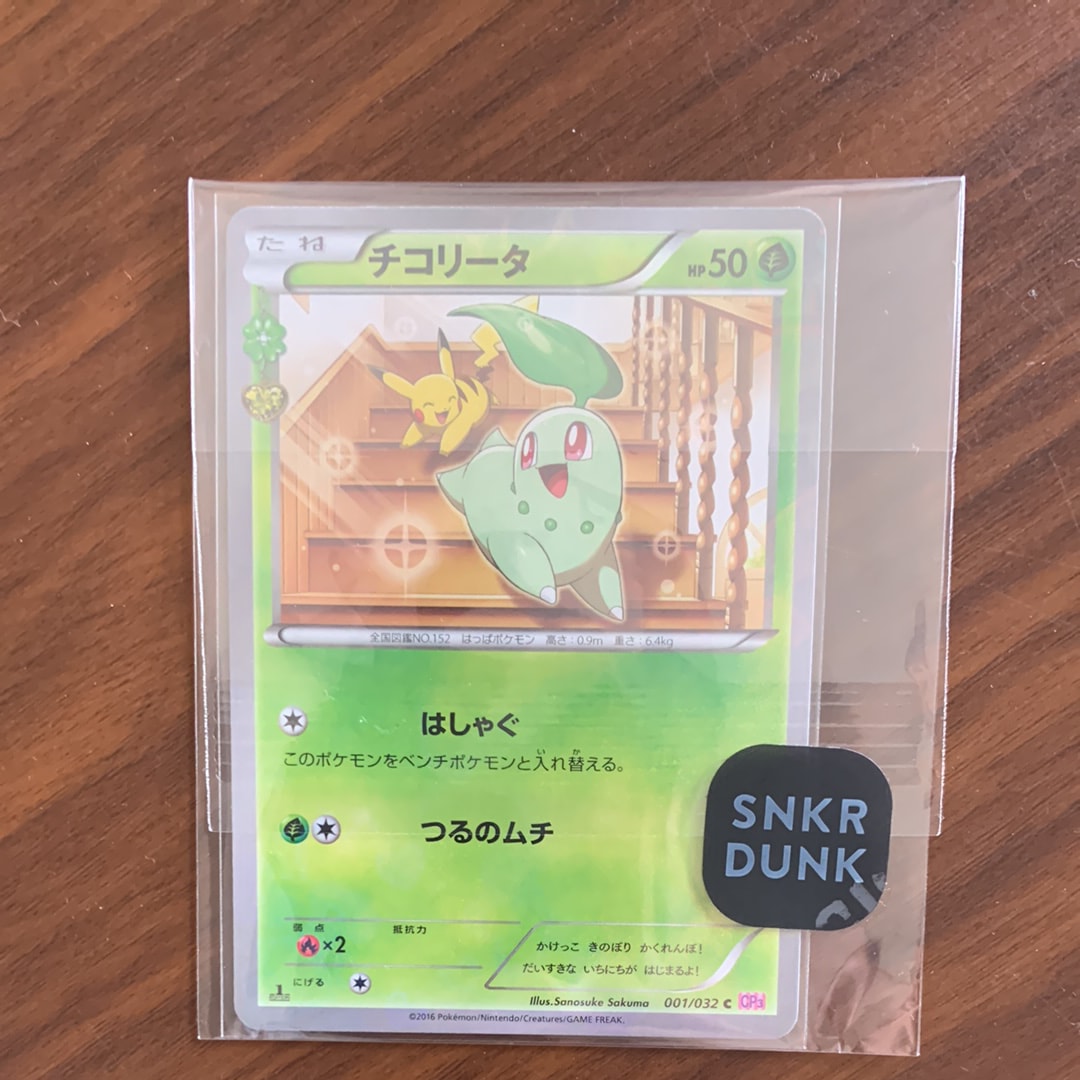 たね
チコリータ
HP50
全国図鑑NO.152 はっぱポケモン 高さ:0.9m 重さ:6.4kg
はしゃぐ
このポケモンをベンチポケモンと入れ替える。
つるのムチ
SNKR
DUNK
弱点
抵抗力
×2
にげる
かけっこ きのぼり かくれんぼ!
だいすきな いちにちが はじまるよ!
Illus.Sanosuke Sakuma
001/032 C CP3
©2016 Pokémon/Nintendo/Creatures/GAME FREAK.